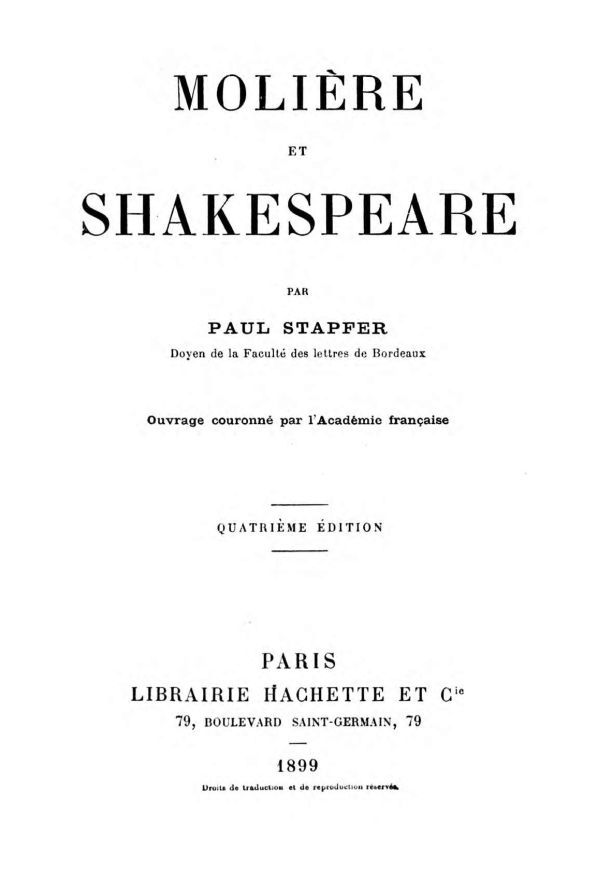 MOLIÈRE
ET
SHAKESPEARE
PAR
PAUL STAPFER
Doyen de la Faculté des lettres de Bordeaux
Ouvrage couronné par l'Académie française
QUATRIÈME ÉDITION
PARIS
LIBRAIRIE HACHETTE ET Cie
79, BOULEVARD SAINT-GERMAIN, 79
1899
Droits de traduction et de reproduction réservés.